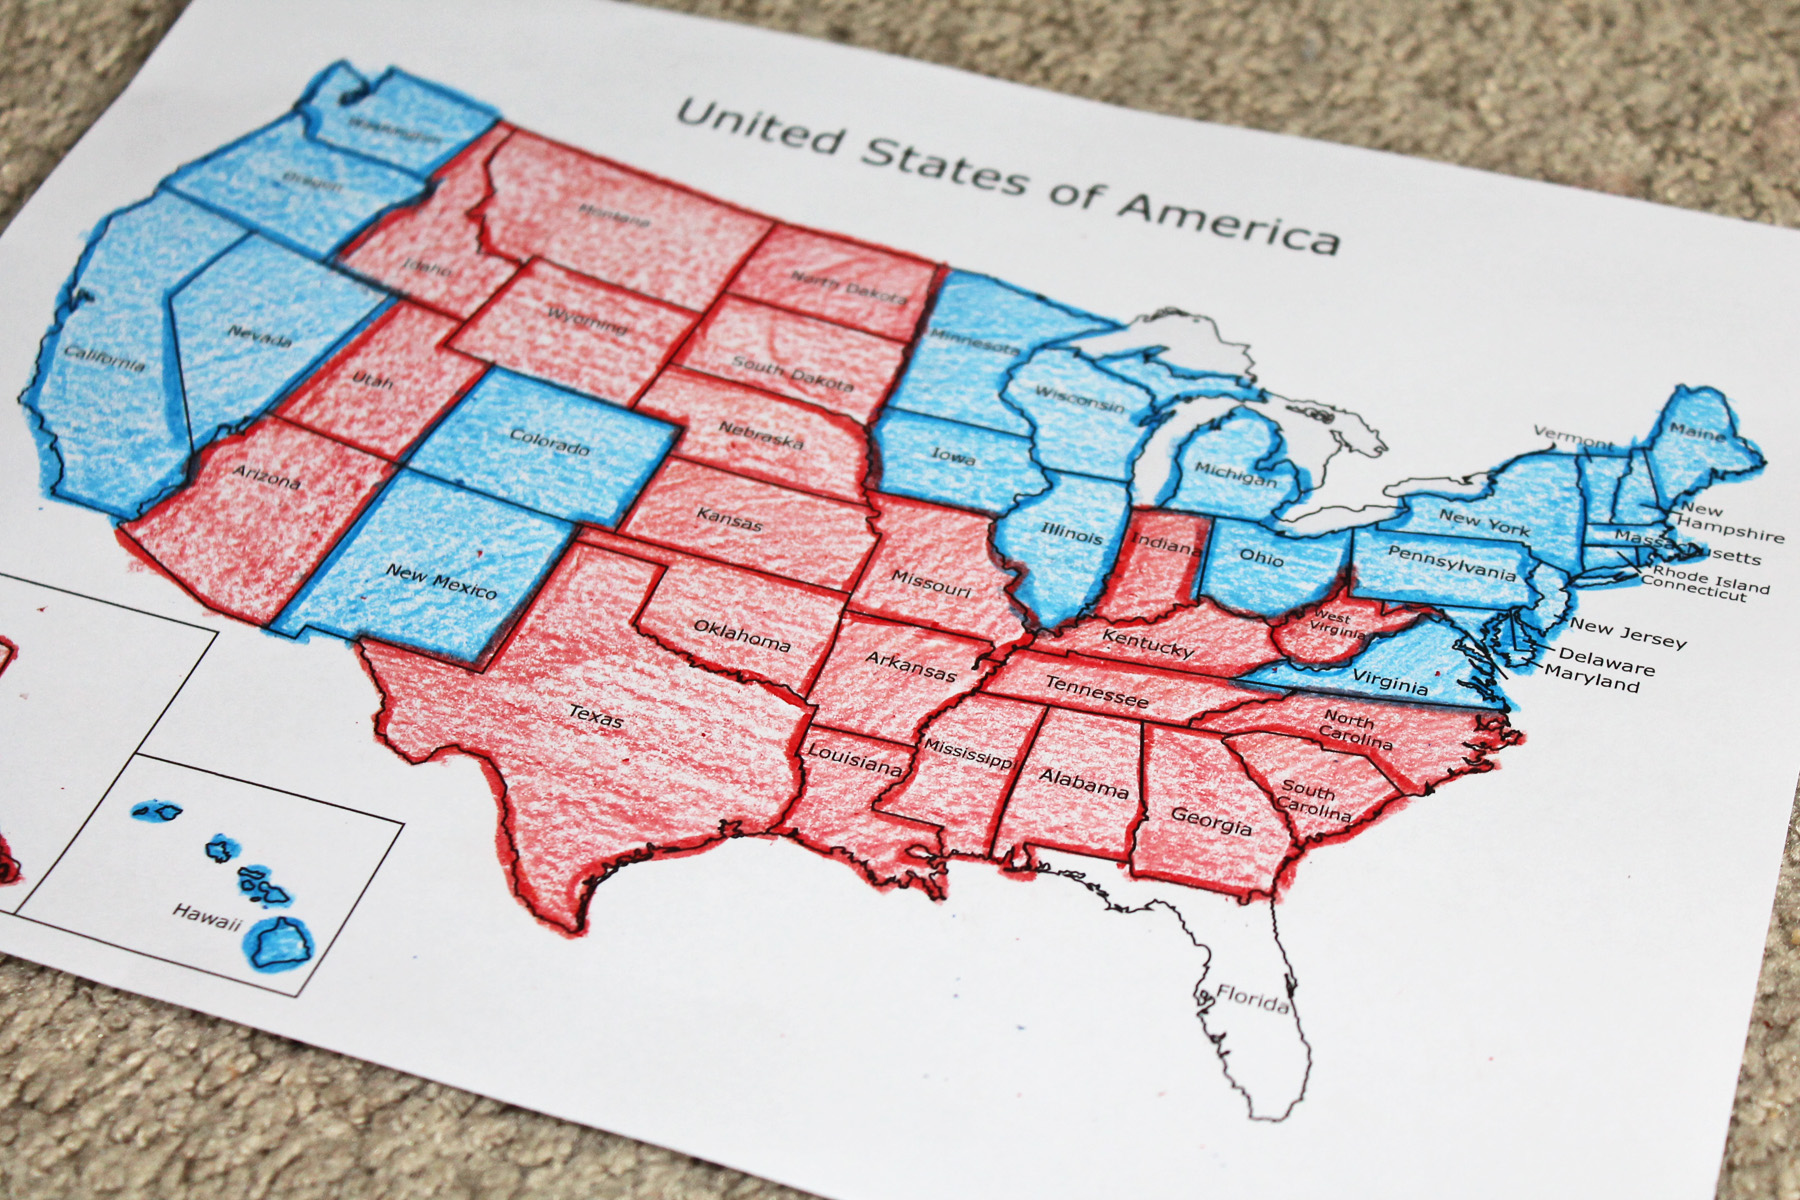 United States of America
Washington
Oregon
Montana
Idaho
North Dakota
Wyoming
Minnesota
South Dakota
Nevada
California
Utah
Wisconsin
Nebraska
Colorado
Iowa
Michigan
Vermont
Maine
Arizona
Kansas
Illinois
Indiana
Ohio
New York
New
Hampshire
Massachusetts
Pennsylvania
Rhode Island
Connecticut
New Mexico
Missouri
Oklahoma
Kentucky
West
Virginia
New Jersey
Delaware
Maryland
Arkansas
Tennessee
Virginia
Texas
North
Carolina
Louisiana
Mississippi
Alabama
South
Carolina
Georgia
Hawaii
Florida